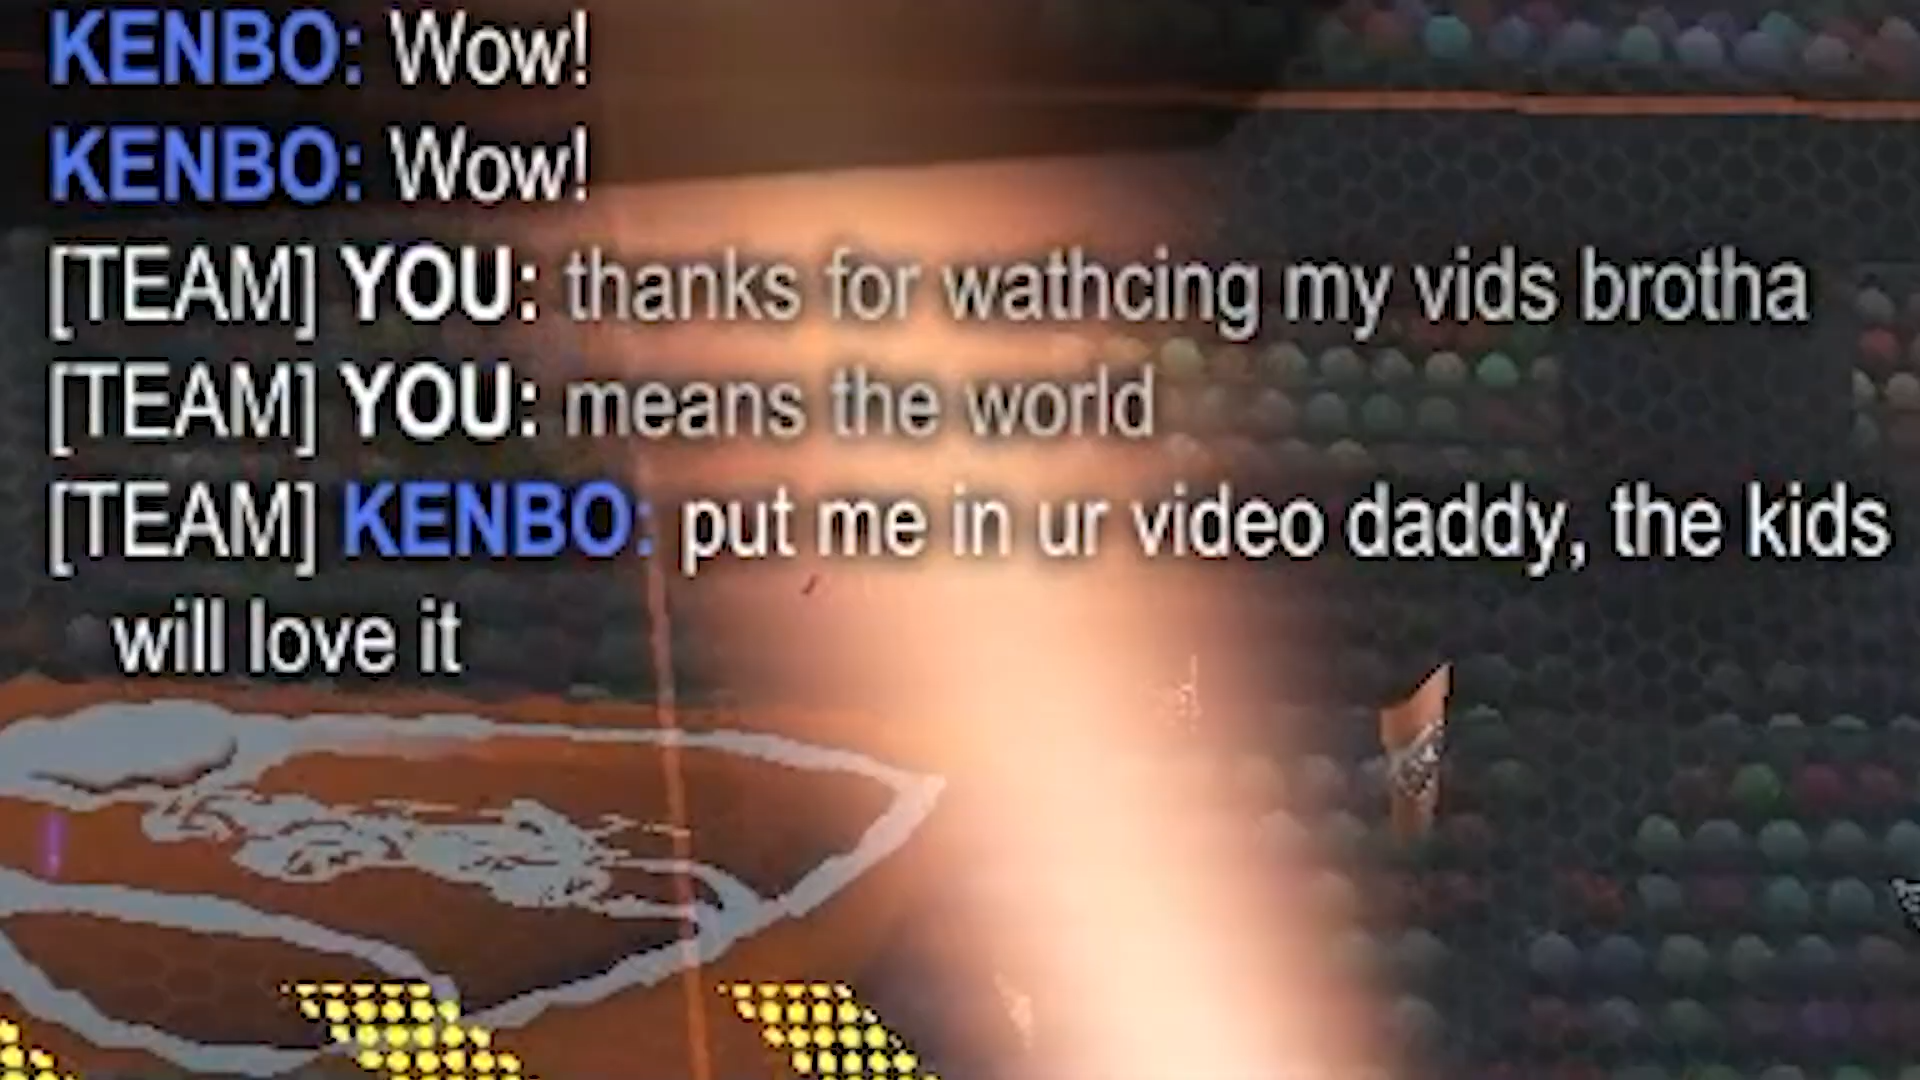 KENBO: Wow!
KENBO: Wow!
[TEAM] YOU: thanks for wathcing my vids brotha
[TEAM] YOU: means the world
[TEAM] KENBO: put me in ur video daddy, the kids
will love it